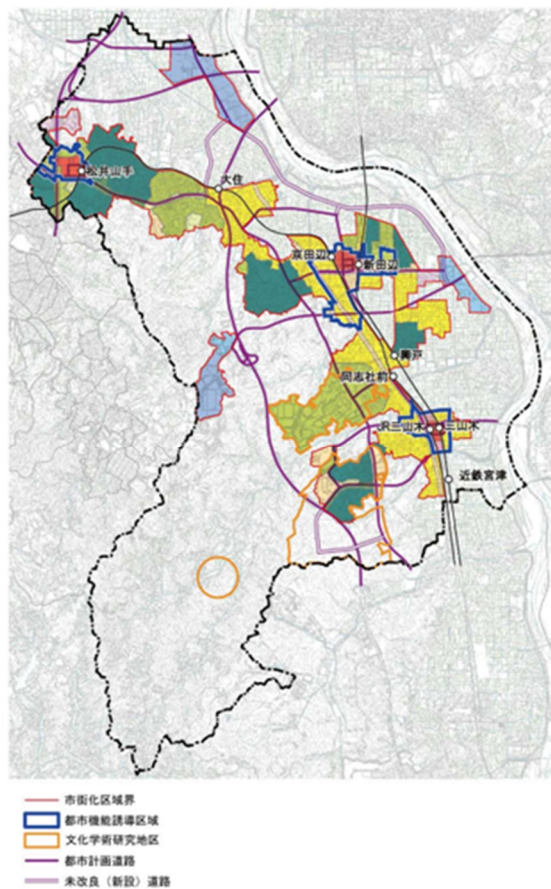 松井山手
大住
京田辺
新田辺
興戸
同志社前
JR三山木
三山木
近鉄宮津
市街化区域界
都市機能誘導区域
文化学術研究地区
都市計画道路
未改良（新設）道路